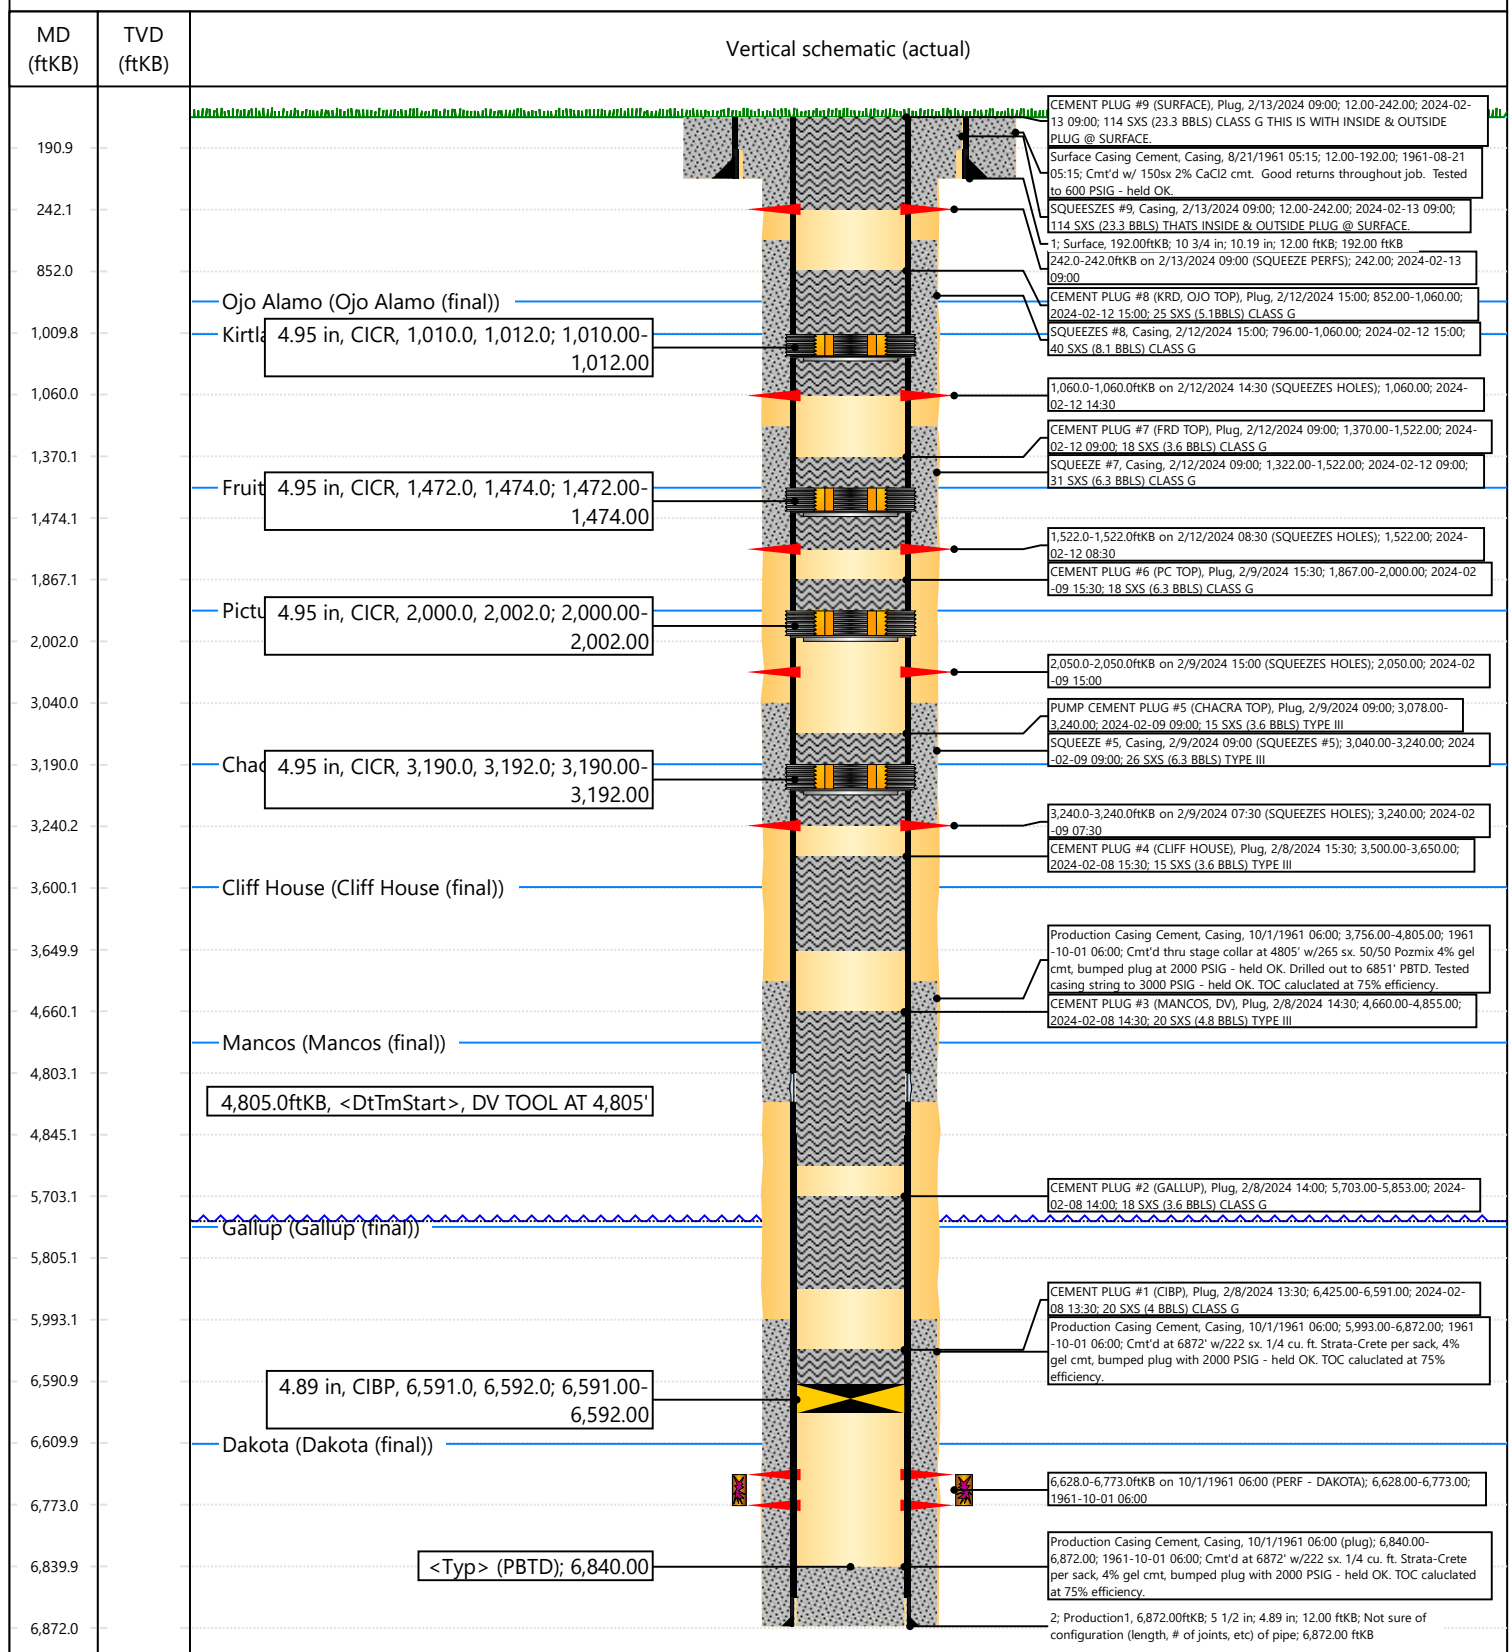 MD
(ftKB)
TVD
(ftKB)
Vertical schematic (actual)
190.9
242.1
852.0
1,009.8
1,060.0
1,370.1
1,474.1
1,867.1
2,002.0
3,040.0
3,190.0
3,240.2
3,600.1
3,649.9
4,660.1
4,803.1
4,845.1
5,703.1
5,805.1
5,993.1
6,590.9
6,609.9
6,773.0
6,839.9
6,872.0
Ojo Alamo (Ojo Alamo (final))
Kirtla
4.95 in, CICR, 1,010.0, 1,012.0; 1,010.00-
1,012.00
Fruit
4.95 in, CICR, 1,472.0, 1,474.0; 1,472.00-
1,474.00
Pictu
4.95 in, CICR, 2,000.0, 2,002.0; 2,000.00-
2,002.00
Chac
4.95 in, CICR, 3,190.0, 3,192.0; 3,190.00-
3,192.00
Cliff House (Cliff House (final))
Mancos (Mancos (final))
4,805.0ftKB, <DtTmStart>, DV TOOL AT 4,805'
Gallup (Gallup (final))
4.89 in, CIBP, 6,591.0, 6,592.0; 6,591.00-
6,592.00
Dakota (Dakota (final))
<Typ> (PBTD); 6,840.00
CEMENT PLUG #9 (SURFACE), Plug, 2/13/2024 09:00; 12.00-242.00; 2024-02-
13 09:00; 114 SXS (23.3 BBLS) CLASS G THIS IS WITH INSIDE & OUTSIDE
PLUG @ SURFACE.
Surface Casing Cement, Casing, 8/21/1961 05:15; 12.00-192.00; 1961-08-21
05:15; Cmt'd w/ 150sx 2% CaCl2 cmt. Good returns throughout job. Tested
to 600 PSIG - held OK.
SQUEESZES #9, Casing, 2/13/2024 09:00; 12.00-242.00; 2024-02-13 09:00;
114 SXS (23.3 BBLS) THATS INSIDE & OUTSIDE PLUG @ SURFACE.
1; Surface, 192.00ftKB; 10 3/4 in; 10.19 in; 12.00 ftKB; 192.00 ftKB
242.0-242.0ftKB on 2/13/2024 09:00 (SQUEEZE PERFS); 242.00; 2024-02-13
09:00
CEMENT PLUG #8 (KRD, OJO TOP), Plug, 2/12/2024 15:00; 852.00-1,060.00;
2024-02-12 15:00; 25 SXS (5.1BBLS) CLASS G
SQUEEZES #8, Casing, 2/12/2024 15:00; 796.00-1,060.00; 2024-02-12 15:00;
40 SXS (8.1 BBLS) CLASS G
1,060.0-1,060.0ftKB on 2/12/2024 14:30 (SQUEEZES HOLES); 1,060.00; 2024-
02-12 14:30
CEMENT PLUG #7 (FRD TOP), Plug, 2/12/2024 09:00; 1,370.00-1,522.00; 2024-
02-12 09:00; 18 SXS (3.6 BBLS) CLASS G
SQUEEZE #7, Casing, 2/12/2024 09:00; 1,322.00-1,522.00; 2024-02-12 09:00;
31 SXS (6.3 BBLS) CLASS G
1,522.0-1,522.0ftKB on 2/12/2024 08:30 (SQUEEZES HOLES); 1,522.00; 2024-
02-12 08:30
CEMENT PLUG #6 (PC TOP), Plug, 2/9/2024 15:30; 1,867.00-2,000.00; 2024-02
-09 15:30; 18 SXS (6.3 BBLS) CLASS G
2,050.0-2,050.0ftKB on 2/9/2024 15:00 (SQUEEZES HOLES); 2,050.00; 2024-02
-09 15:00
PUMP CEMENT PLUG #5 (CHACRA TOP), Plug, 2/9/2024 09:00; 3,078.00-
3,240.00; 2024-02-09 09:00; 15 SXS (3.6 BBLS) TYPE III
SQUEEZE #5, Casing, 2/9/2024 09:00 (SQUEEZES #5); 3,040.00-3,240.00; 2024
-02-09 09:00; 26 SXS (6.3 BBLS) TYPE III
3,240.0-3,240.0ftKB on 2/9/2024 07:30 (SQUEEZES HOLES); 3,240.00; 2024-02
-09 07:30
CEMENT PLUG #4 (CLIFF HOUSE), Plug, 2/8/2024 15:30; 3,500.00-3,650.00;
2024-02-08 15:30; 15 SXS (3.6 BBLS) TYPE III
Production Casing Cement, Casing, 10/1/1961 06:00; 3,756.00-4,805.00; 1961
-10-01 06:00; Cmt'd thru stage collar at 4805' w/265 sx. 50/50 Pozmix 4% gel
cmt, bumped plug at 2000 PSIG - held OK. Drilled out to 6851' PBTD. Tested
casing string to 3000 PSIG - held OK. TOC caluclated at 75% efficiency.
CEMENT PLUG #3 (MANCOS, DV), Plug, 2/8/2024 14:30; 4,660.00-4,855.00;
2024-02-08 14:30; 20 SXS (4.8 BBLS) TYPE III
CEMENT PLUG #2 (GALLUP), Plug, 2/8/2024 14:00; 5,703.00-5,853.00; 2024-
02-08 14:00; 18 SXS (3.6 BBLS) CLASS G
CEMENT PLUG #1 (CIBP), Plug, 2/8/2024 13:30; 6,425.00-6,591.00; 2024-02-
08 13:30; 20 SXS (4 BBLS) CLASS G
Production Casing Cement, Casing, 10/1/1961 06:00; 5,993.00-6,872.00; 1961
-10-01 06:00; Cmt'd at 6872' w/222 sx. 1/4 cu. ft. Strata-Crete per sack, 4%
gel cmt, bumped plug with 2000 PSIG - held OK. TOC caluclated at 75%
efficiency.
6,628.0-6,773.0ftKB on 10/1/1961 06:00 (PERF - DAKOTA); 6,628.00-6,773.00;
1961-10-01 06:00
Production Casing Cement, Casing, 10/1/1961 06:00 (plug); 6,840.00-
6,872.00; 1961-10-01 06:00; Cmt'd at 6872' w/222 sx. 1/4 cu. ft. Strata-Crete
per sack, 4% gel cmt, bumped plug with 2000 PSIG - held OK. TOC caluclated
at 75% efficiency.
2; Production1, 6,872.00ftKB; 5 1/2 in; 4.89 in; 12.00 ftKB; Not sure of
configuration (length, # of joints, etc) of pipe; 6,872.00 ftKB